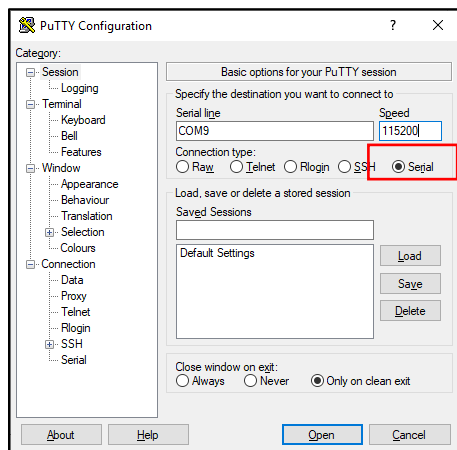 PuTTY Configuration
?
Category:
Session
Logging
Terminal
Keyboard
Bell
Features
Window
Appearance
Behaviour
Translation
Selection
Colours
Connection
Data
Proxy
Telnet
Rlogin
SSH
Serial
Basic options for your PuTTY session
Specify the destination you want to connect to
Serial line Speed
COM9 115200
Connection type:
Raw Telnet Rlogin SSH Serial
Load, save or delete a stored session
Saved Sessions
Default Settings
Load
Save
Delete
Close window on exit:
Always Never Only on clean exit
About Help Open Cancel